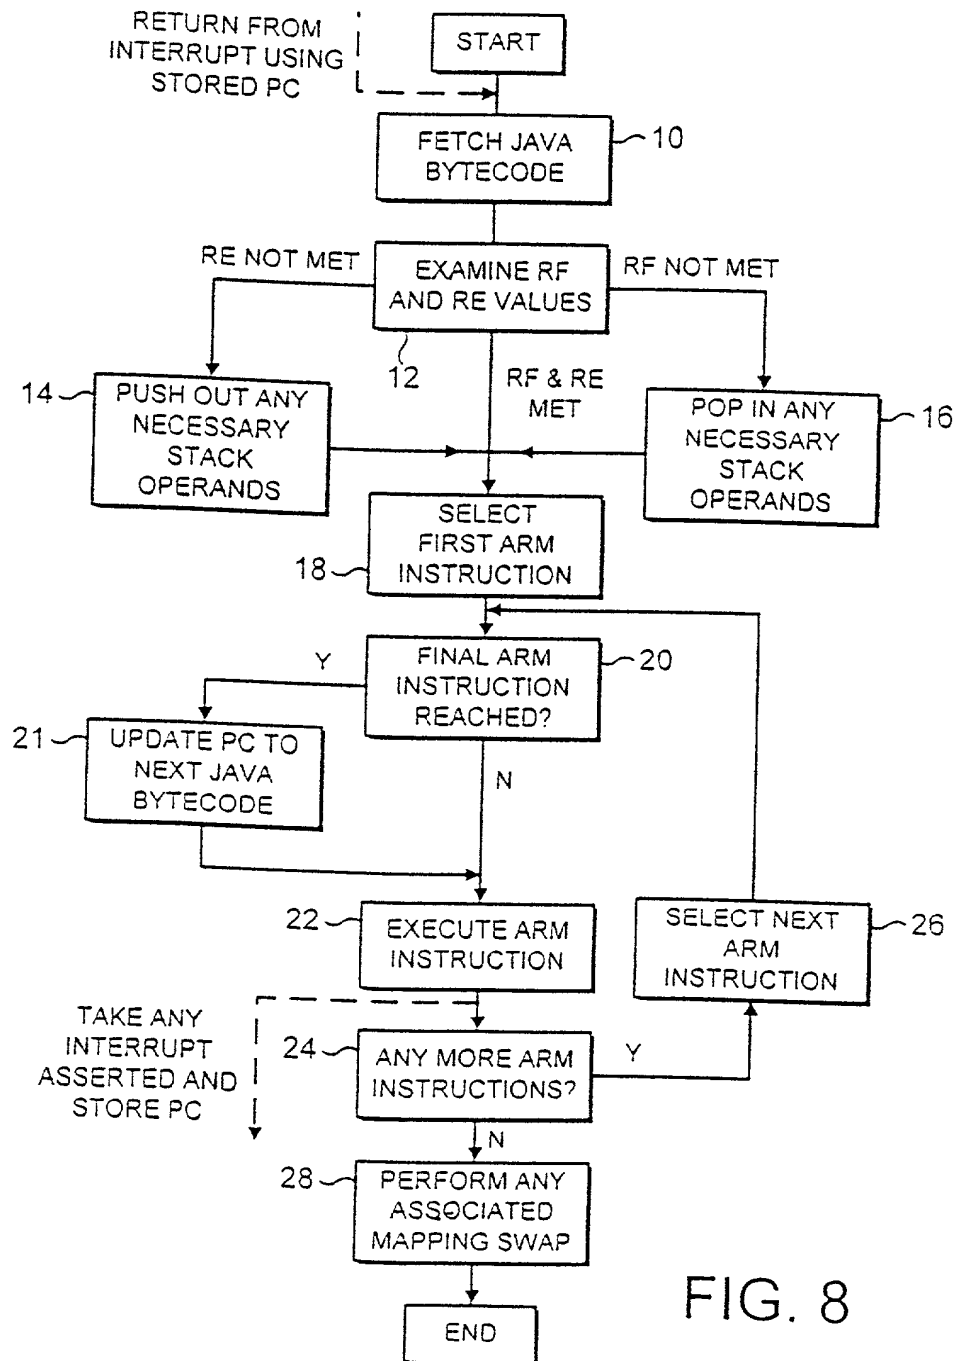 RETURN FROM
INTERRUPT USING
STORED PC
START
FETCH JAVA
BYTECODE
10
RE NOT MET
EXAMINE RF
AND RE VALUES
RF NOT MET
12
14
PUSH OUT ANY
NECESSARY
STACK
OPERANDS
RF & RE
MET
POP IN ANY
NECESSARY
STACK
OPERANDS
16
SELECT
FIRST ARM
INSTRUCTION
18
Y
FINAL ARM
INSTRUCTION
REACHED?
20
21
UPDATE PC TO
NEXT JAVA
BYTECODE
N
22
EXECUTE ARM
INSTRUCTION
SELECT NEXT
ARM
INSTRUCTION
26
TAKE ANY
INTERRUPT
ASSERTED AND
STORE PC
24
ANY MORE ARM
INSTRUCTIONS?
Y
N
28
PERFORM ANY
ASSOCIATED
MAPPING SWAP
END
FIG. 8